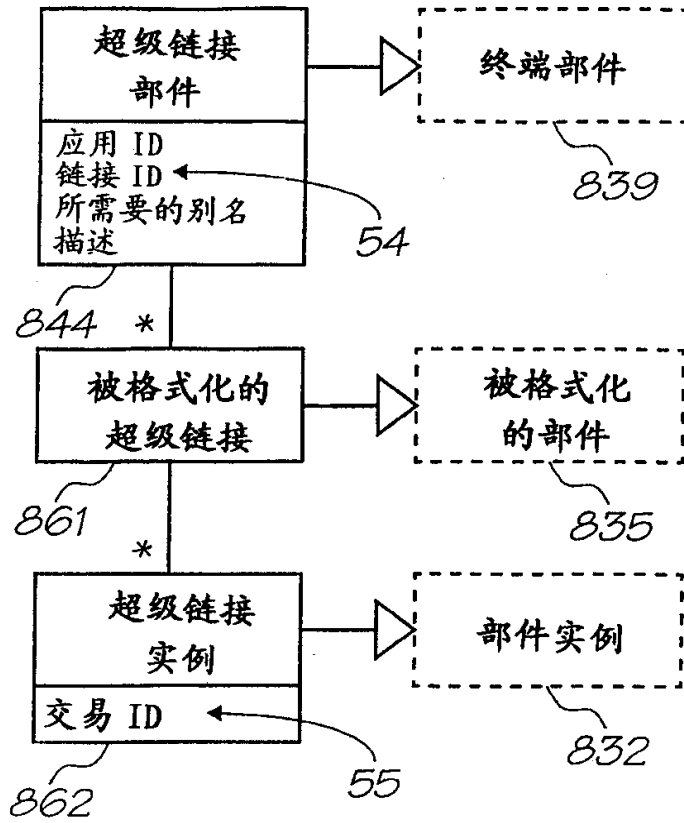 超级链接
部件
终端部件
应用 ID
链接 ID
所需要的别名
描述
839
54
844
*
被格式化的
超级链接
被格式化
的部件
861
835
*
超级链接
实例
部件实例
交易 ID
832
55
862